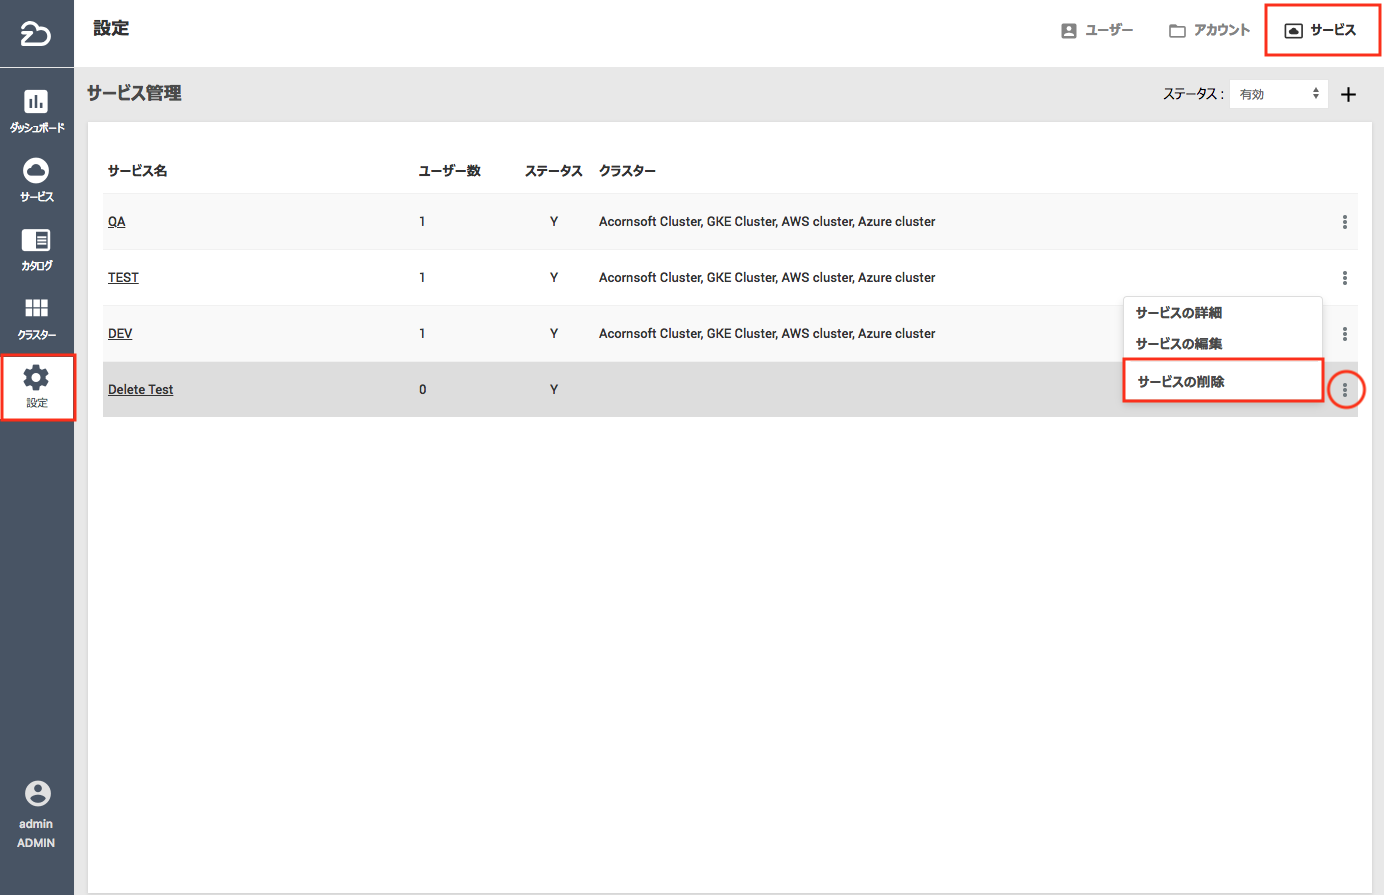 設定
ユーザー
アカウント
サービス
サービス管理
ステータス :
有効
ダッシュボード
サービス
カタログ
クラスター
設定
サービス名 ユーザー数 ステータス クラスター
QA 1 Y Acornsoft Cluster, GKE Cluster, AWS cluster, Azure cluster
TEST 1 Y Acornsoft Cluster, GKE Cluster, AWS cluster, Azure cluster
DEV 1 Y Acornsoft Cluster, GKE Cluster, AWS cluster, Azure cluster
Delete Test 0 Y
サービスの詳細
サービスの編集
サービスの削除
admin
ADMIN